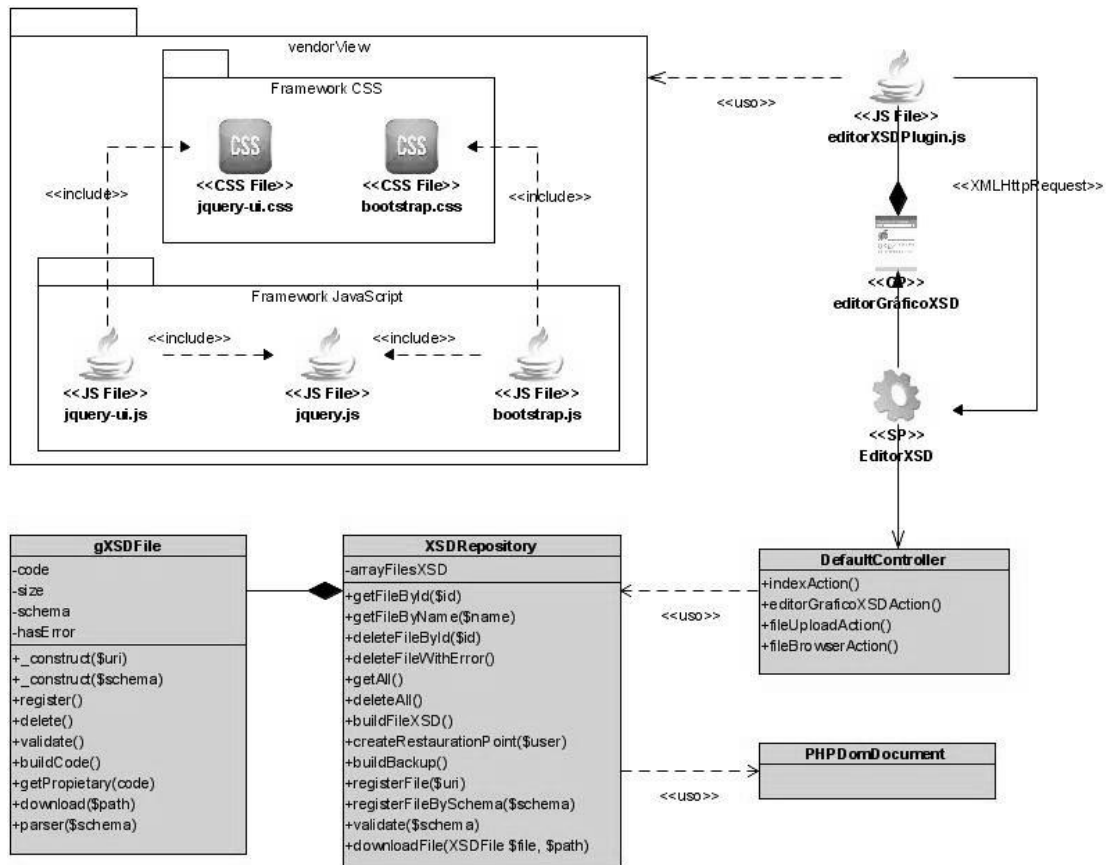 vendorView
Framework CSS
<<CSS File>>
jquery-ui.css
<<CSS File>>
bootstrap.css
<<include>>
<<include>>
Framework JavaScript
<<include>>
<<include>>
<<JS File>>
jquery-ui.js
<<JS File>>
jquery.js
<<JS File>>
bootstrap.js
<<uso>>
<<JS File>>
editorXSDPlugin.js
<<XMLHttpRequest>>
<<CP>>
editorGráficoXSD
<<SP>>
EditorXSD
gXSDFile
-code
-size
-schema
-hasError
+_construct($uri)
+_construct($schema)
+register()
+delete()
+validate()
+buildCode()
+getPropietary(code)
+download($path)
+parser($schema)
XSDRepository
-arrayFilesXSD
+getFileById($id)
+getFileByName($name)
+deleteFileById($id)
+deleteFileWithError()
+getAll()
+deleteAll()
+buildFileXSD()
+createRestaurationPoint($user)
+buildBackup()
+registerFile($uri)
+registerFileBySchema($schema)
+validate($schema)
+downloadFile(XSDFile $file, $path)
<<uso>>
DefaultController
+indexAction()
+editorGraficoXSDAction()
+fileUploadAction()
+fileBrowserAction()
<<uso>>
PHPDomDocument